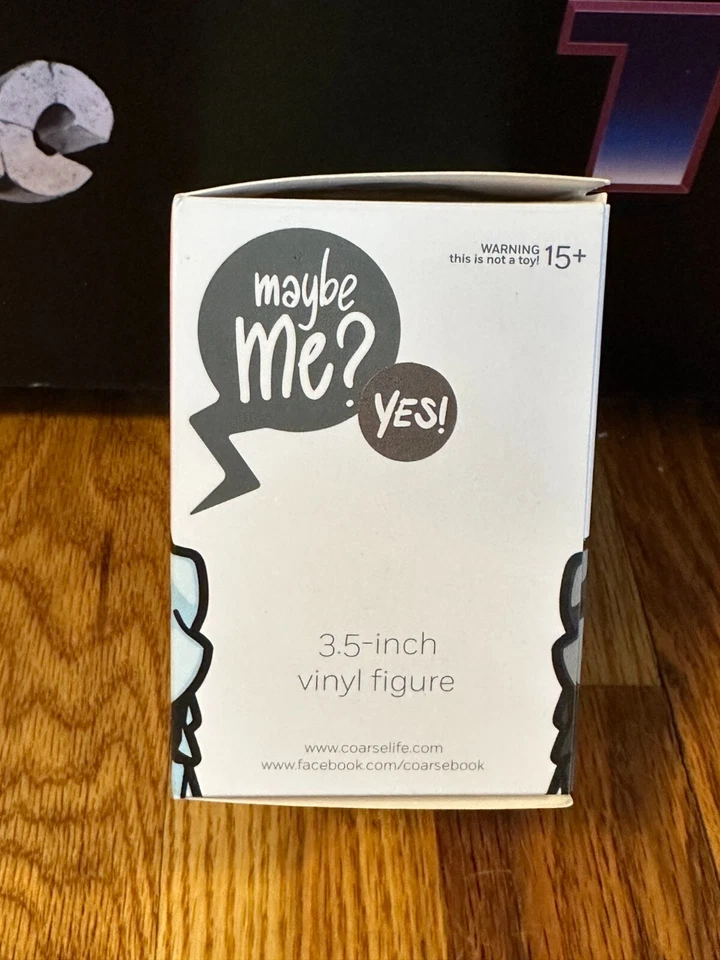 maybe
me?
YES!
WARNING
this is not a toy! 15+
3.5-inch
vinyl figure
www.coarselife.com
www.facebook.com/coarsebook
C
T